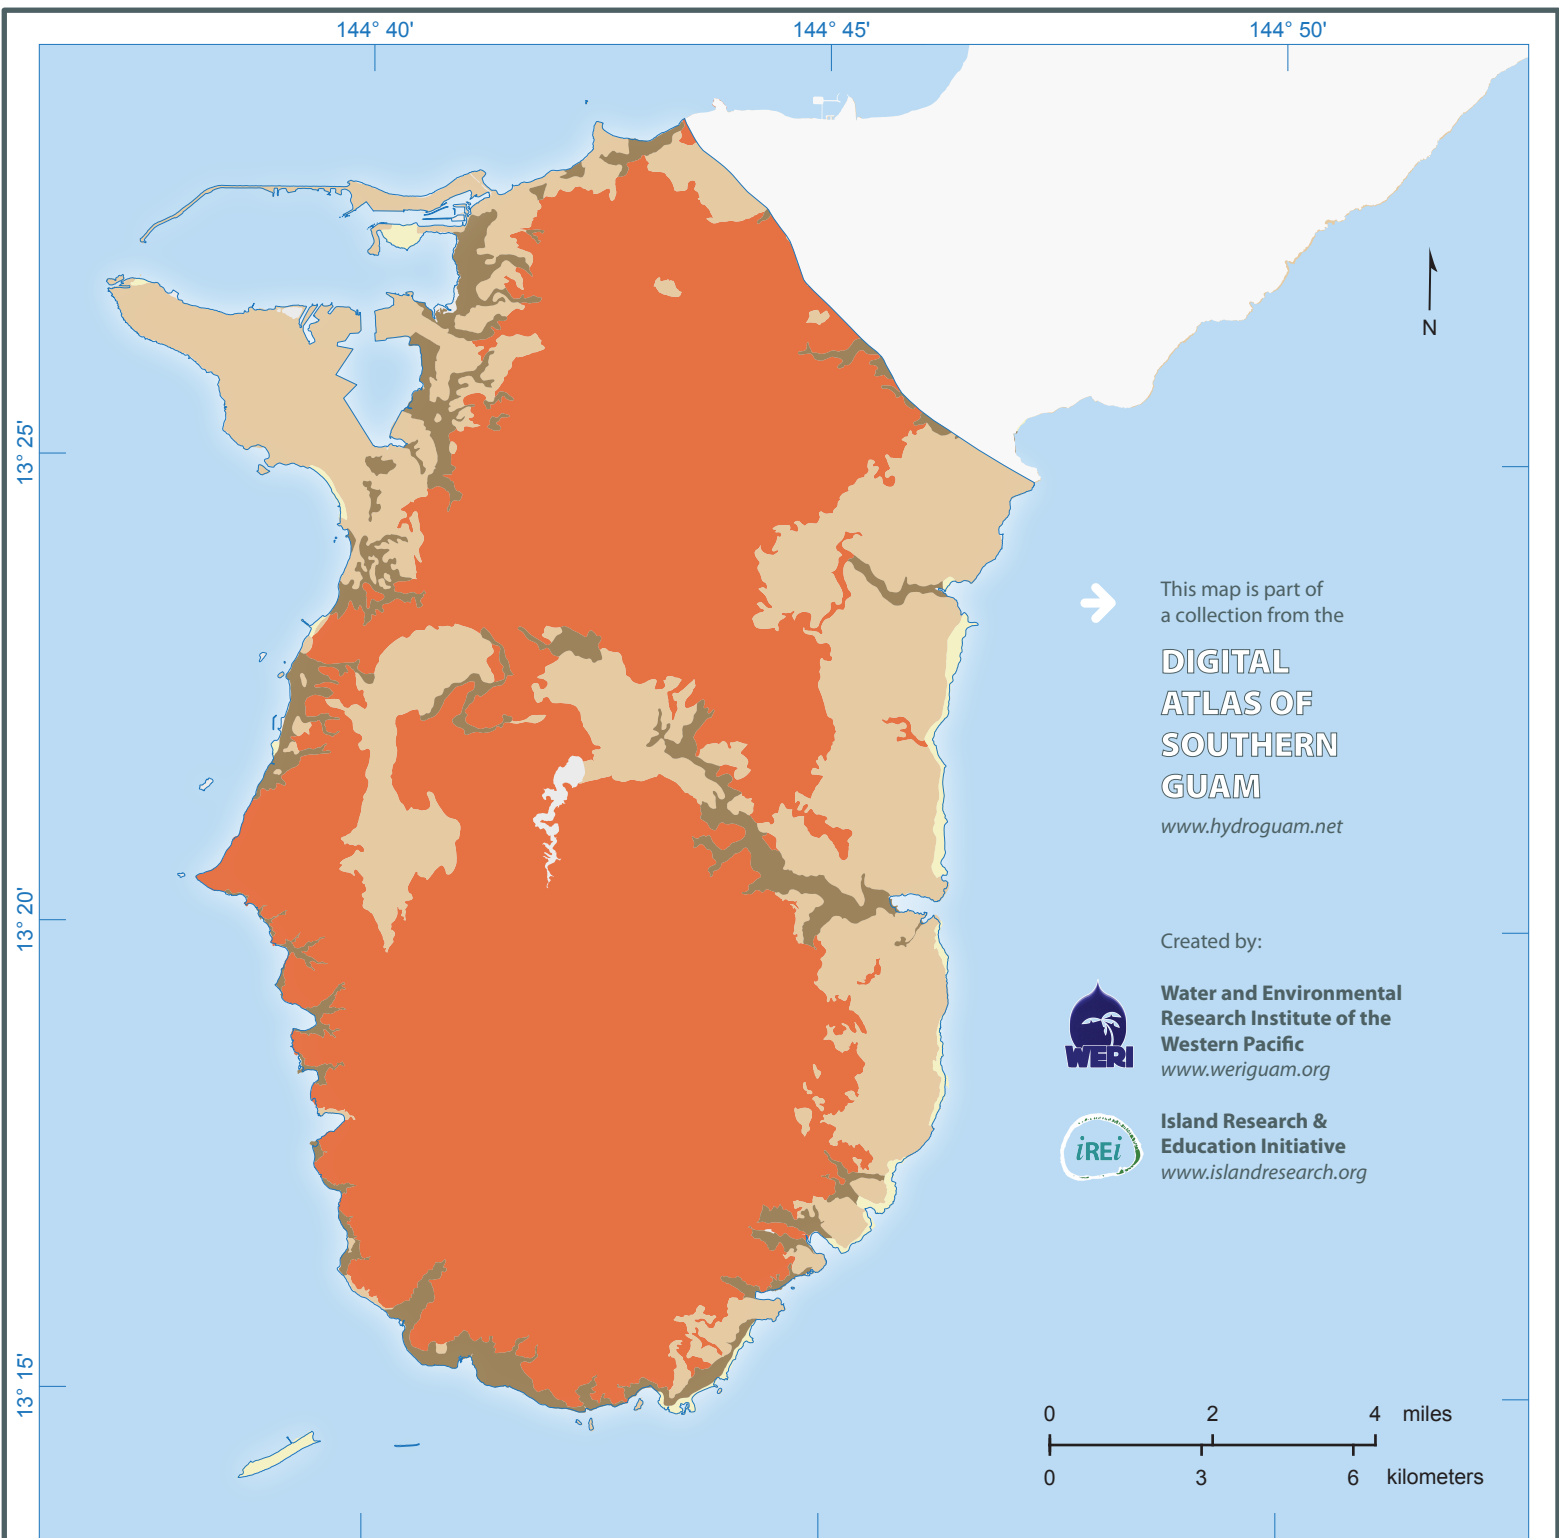 144° 40'
144° 45'
144° 50'
13° 25'
13° 20'
13° 15'
N
This map is part of
a collection from the
DIGITAL
ATLAS OF
SOUTHERN
GUAM
www.hydroguam.net
Created by:
WERI
Water and Environmental
Research Institute of the
Western Pacific
www.weriguam.org
iREi
Island Research &
Education Initiative
www.islandresearch.org
0 2 4 miles
0 3 6 kilometers